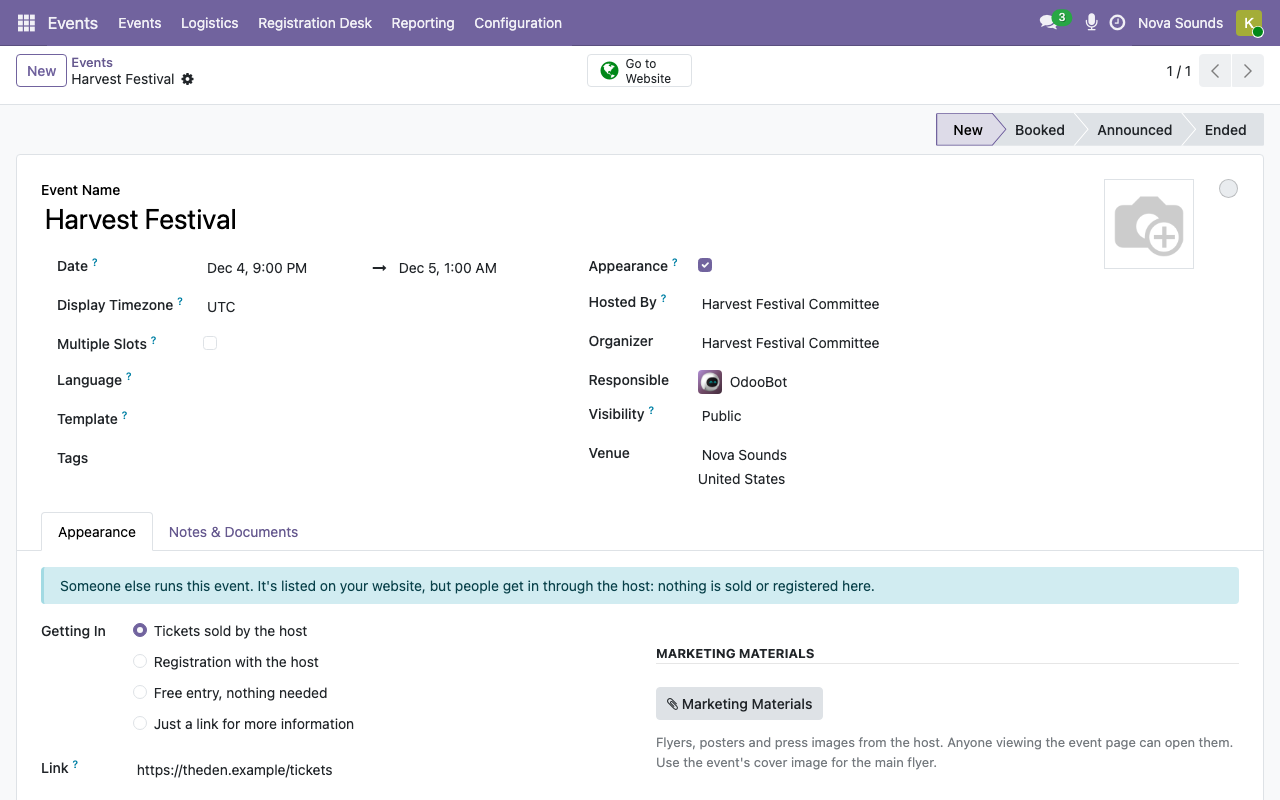 Events Events Logistics Registration Desk Reporting Configuration 3 Nova Sounds K
New Events Go to Website 1 / 1
Harvest Festival
New Booked Announced Ended
Event Name
Harvest Festival
Date ? Dec 4, 9:00 PM → Dec 5, 1:00 AM
Display Timezone ? UTC
Multiple Slots ?
Language ?
Template ?
Tags
Appearance ?
Hosted By ? Harvest Festival Committee
Organizer Harvest Festival Committee
Responsible OdooBot
Visibility ? Public
Venue Nova Sounds
United States
Appearance Notes & Documents
Someone else runs this event. It's listed on your website, but people get in through the host: nothing is sold or registered here.
Getting In Tickets sold by the host
Registration with the host
Free entry, nothing needed
Just a link for more information
Link ? https://theden.example/tickets
MARKETING MATERIALS
Marketing Materials
Flyers, posters and press images from the host. Anyone viewing the event page can open them.
Use the event's cover image for the main flyer.